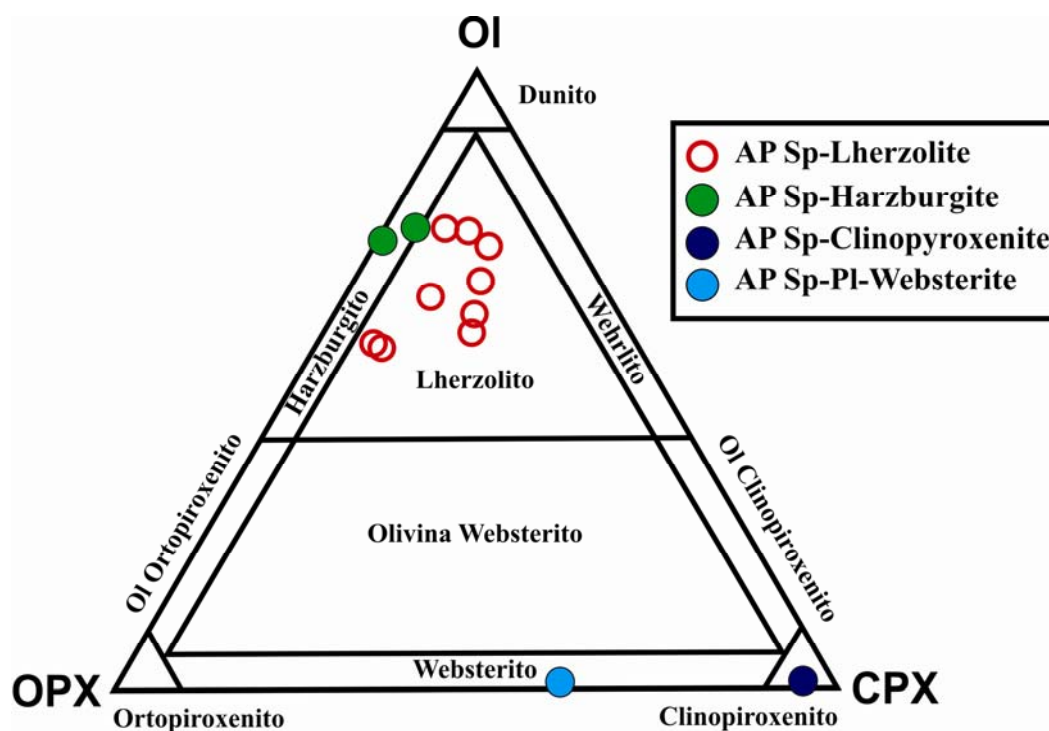 Ol
Dunito
AP Sp-Lherzolite
AP Sp-Harzburgite
AP Sp-Clinopyroxenite
AP Sp-Pl-Websterite
Harzburgito
Wehrlito
Lherzolito
Ol Ortopiroxenito
Ol Clinopiroxenito
Olivina Websterito
Websterito
OPX
CPX
Ortopiroxenito
Clinopiroxenito